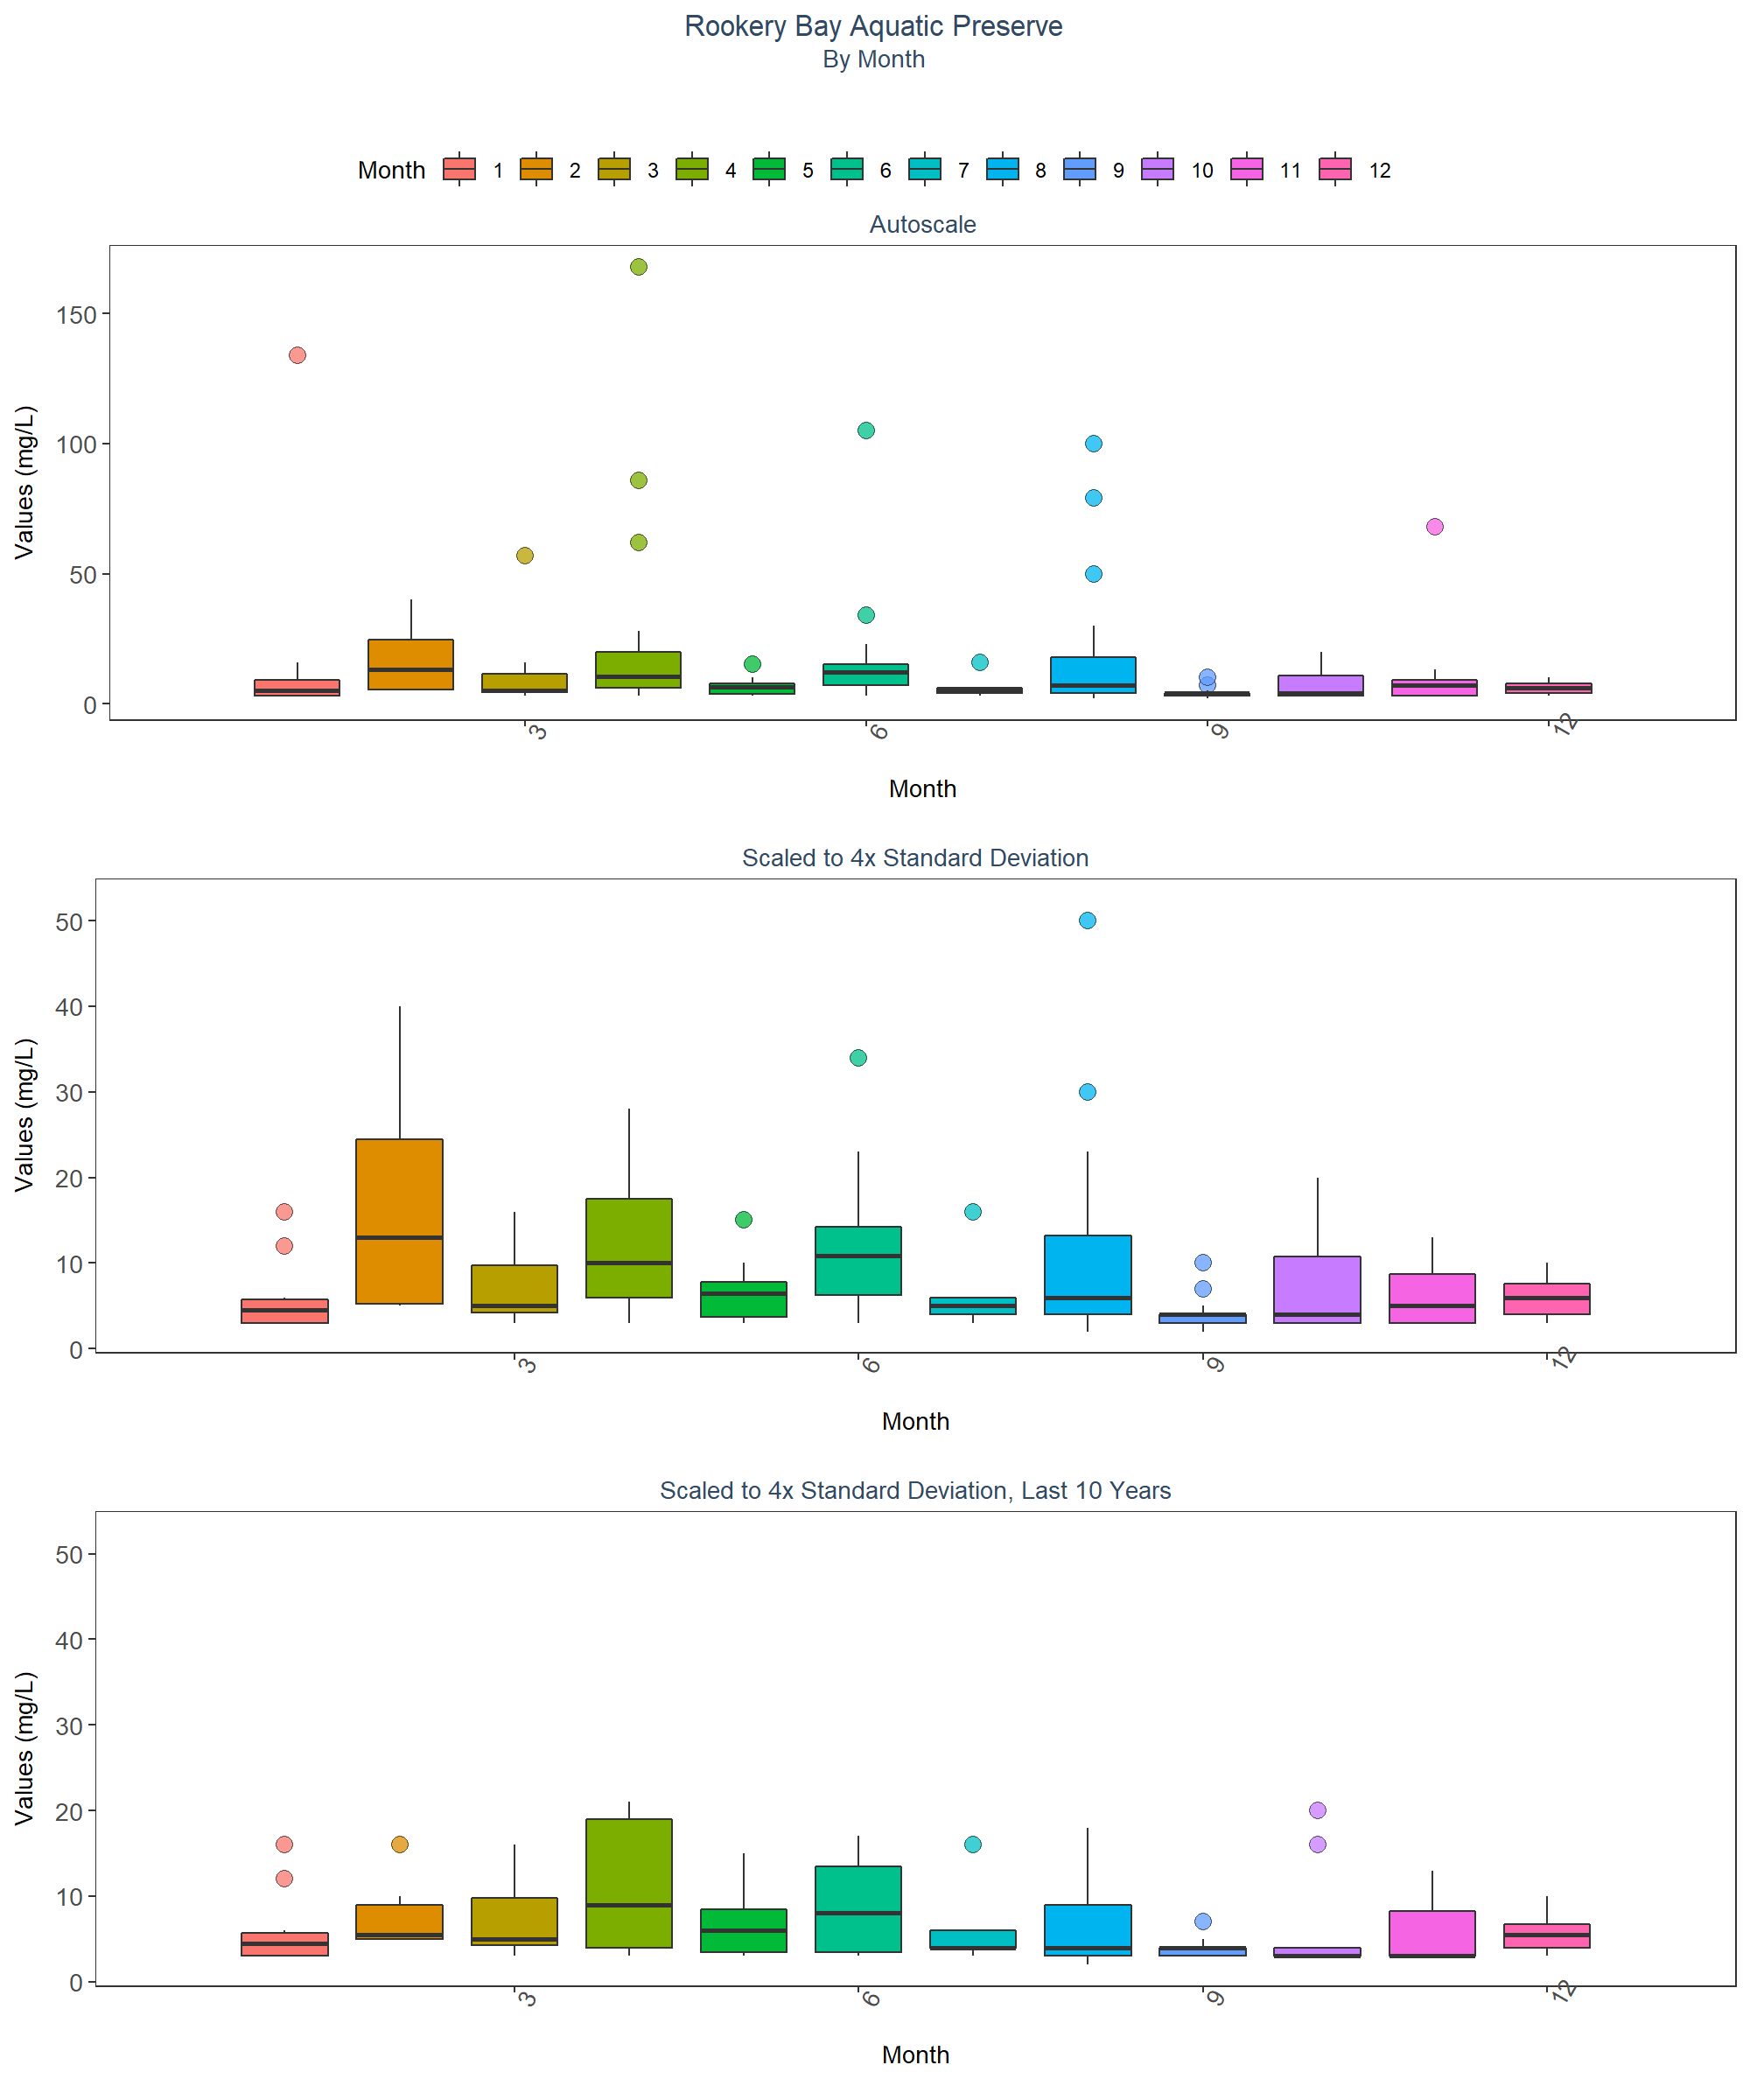 Rookery Bay Aquatic Preserve
By Month
Month 1 2 3 4 5 6 7 8 9 10 11 12
Autoscale
Values (mg/L)
150
100
50
0
3 6 9 12
Month
Scaled to 4x Standard Deviation
Values (mg/L)
50
40
30
20
10
0
3 6 9 12
Month
Scaled to 4x Standard Deviation, Last 10 Years
Values (mg/L)
50
40
30
20
10
0
3 6 9 12
Month